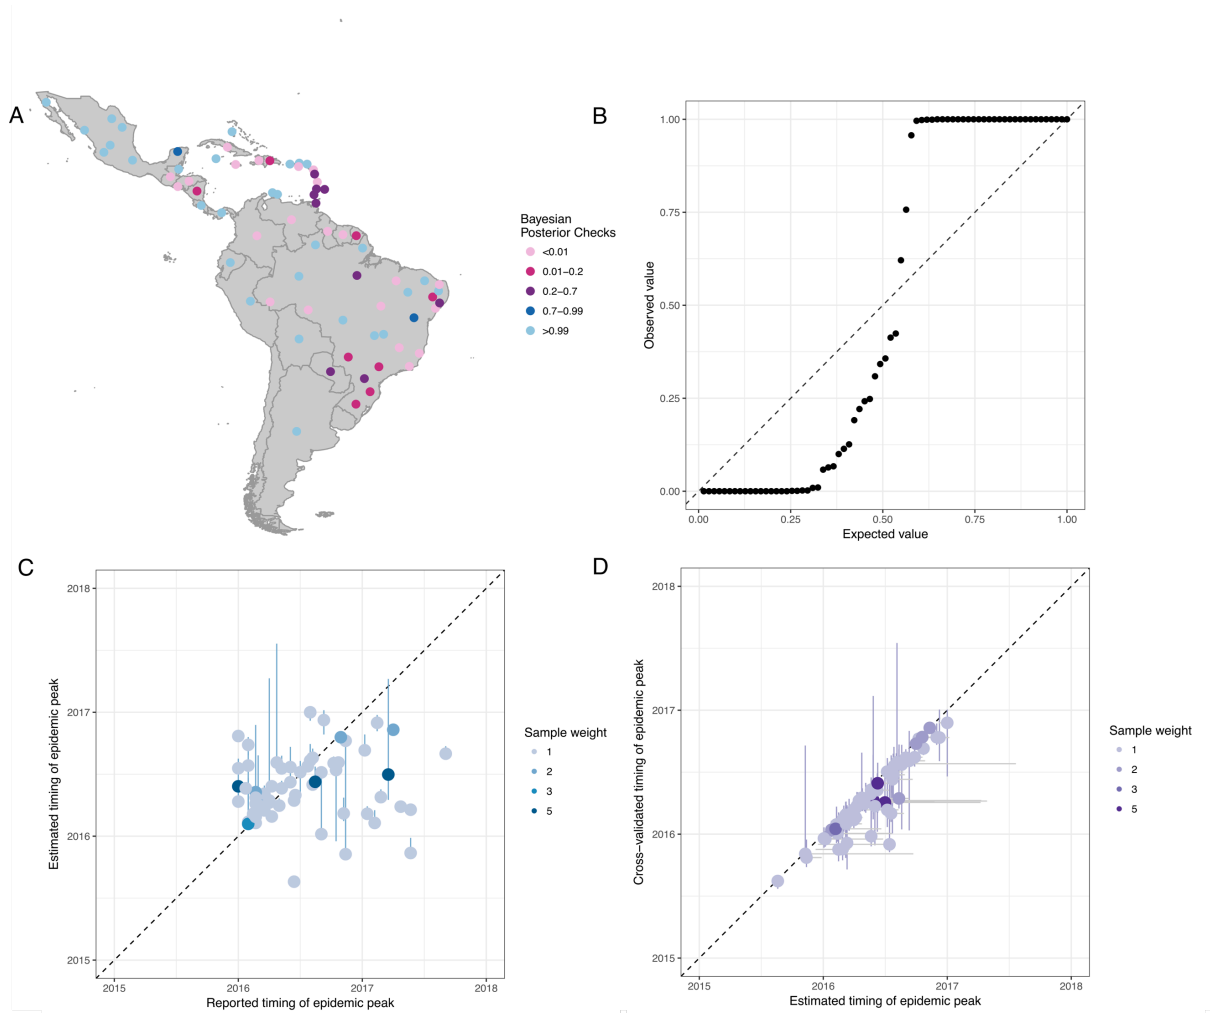 A
Bayesian
Posterior Checks
<0.01
0.01−0.2
0.2−0.7
0.7−0.99
>0.99
B
Observed value
1.00
0.75
0.50
0.25
0.00
0.00 0.25 0.50 0.75 1.00
Expected value
C
Estimated timing of epidemic peak
2018
2017
2016
2015
2015 2016 2017 2018
Reported timing of epidemic peak
Sample weight
1
2
3
5
D
Cross−validated timing of epidemic peak
2018
2017
2016
2015
2015 2016 2017 2018
Estimated timing of epidemic peak
Sample weight
1
2
3
5